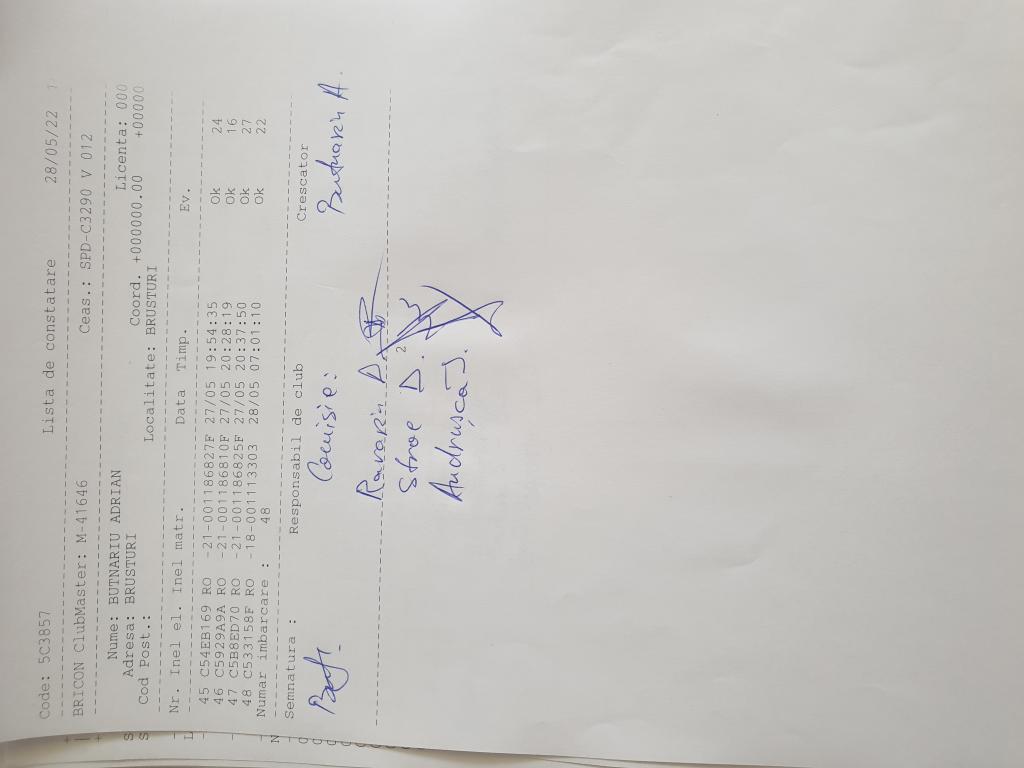 Code: 5C3857 Lista de constatare 28/05/22
BRICON ClubMaster: M-41646 Ceas.: SPD-C3290 V 012
Nume: BUTNARIU ADRIAN Licenta: 000
Adresa: BRUSTURI Coord. +000000.00 +00000
Cod Post.: Localitate: BRUSTURI
Nr. Inel el. Inel matr. Data Timp. Ev.
45 C54EB169 RO -21-001186827F 27/05 19:54:35 Ok 24
46 C5929A9A RO -21-001186810F 27/05 20:28:19 Ok 16
47 C5B8ED70 RO -21-001186825F 27/05 20:37:50 Ok 27
48 C533158F RO -18-001113303 28/05 07:01:10 Ok 22
Numar imbarcare : 48
Semnatura : Responsabil de club Crescator
Comisie: Butnariu A.
Stroe D.
2
Andrușca J.